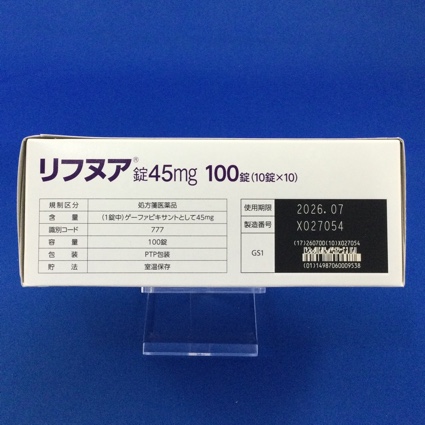 リフヌア®錠45mg 100錠(10錠×10)
規制区分 処方箋医薬品
含量 (1錠中)ゲーファピキサントとして45mg
識別コード 777
容量 100錠
包装 PTP包装
貯法 室温保存
使用期限 2026.07
製造番号 X027054
GS1
(17)260700(10)X027054
(01)14987060009538